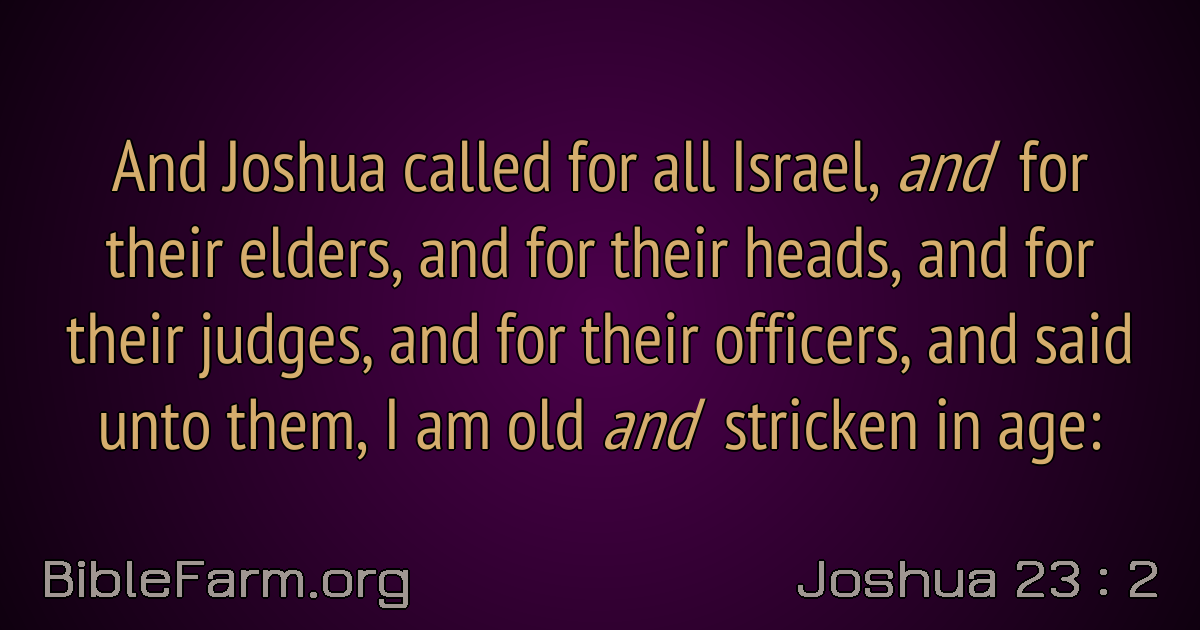 And Joshua called for all Israel, and for
their elders, and for their heads, and for
their judges, and for their officers, and said
unto them, I am old and stricken in age:
BibleFarm.org
Joshua 23 : 2